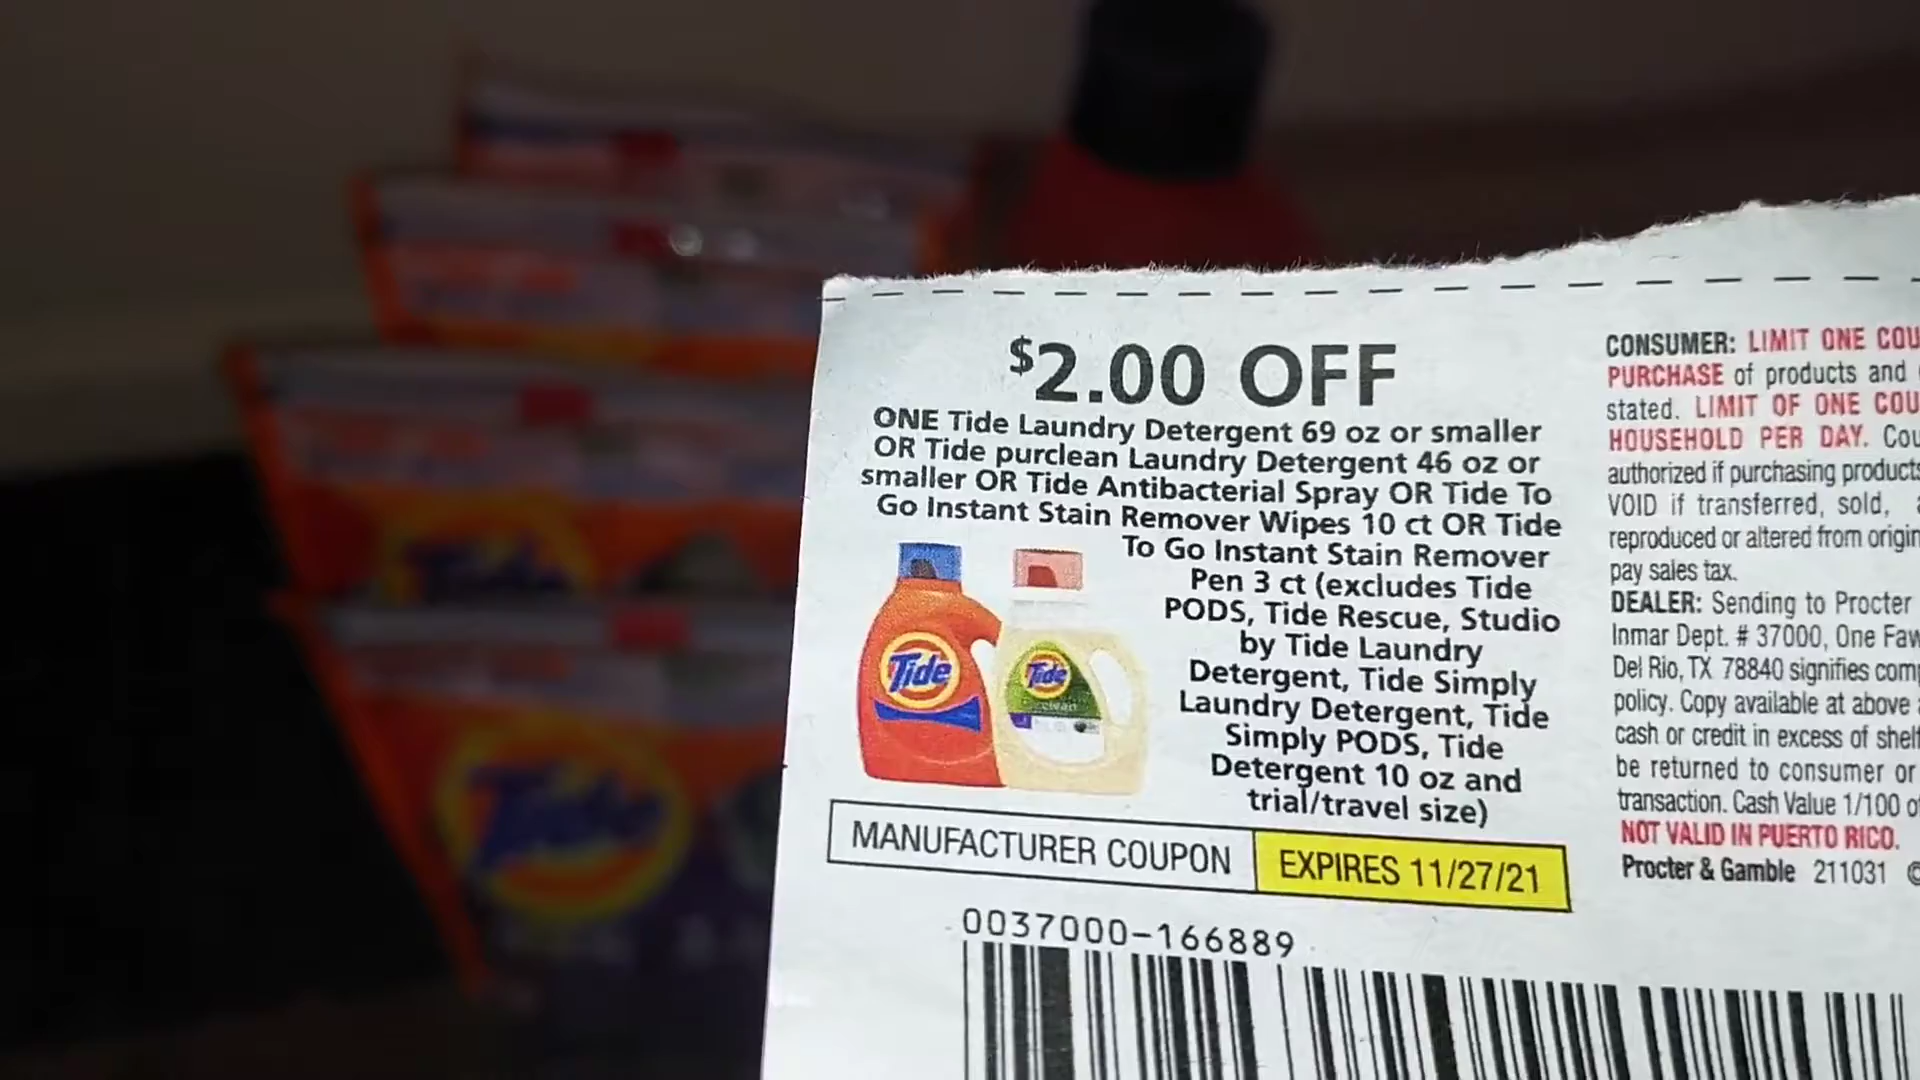 $2.00 OFF
ONE Tide Laundry Detergent 69 oz or smaller
OR Tide purclean Laundry Detergent 46 oz or
smaller OR Tide Antibacterial Spray OR Tide To
Go Instant Stain Remover Wipes 10 ct OR Tide
To Go Instant Stain Remover
Pen 3 ct (excludes Tide
PODS, Tide Rescue, Studio
by Tide Laundry
Detergent, Tide Simply
Laundry Detergent, Tide
Simply PODS, Tide
Detergent 10 oz and
trial/travel size)
Tide
Tide
clean
MANUFACTURER COUPON
EXPIRES 11/27/21
0037000-166889
CONSUMER: LIMIT ONE COU
PURCHASE of products and
stated. LIMIT OF ONE COU
HOUSEHOLD PER DAY. Cou
authorized if purchasing products
VOID if transferred, sold,
reproduced or altered from origin
pay sales tax.
DEALER: Sending to Procter
Inmar Dept. # 37000, One Faw
Del Rio, TX 78840 signifies comp
policy. Copy available at above
cash or credit in excess of shelf
be returned to consumer or
transaction. Cash Value 1/100 of
NOT VALID IN PUERTO RICO.
Procter & Gamble 211031 ©
Tide
Tide